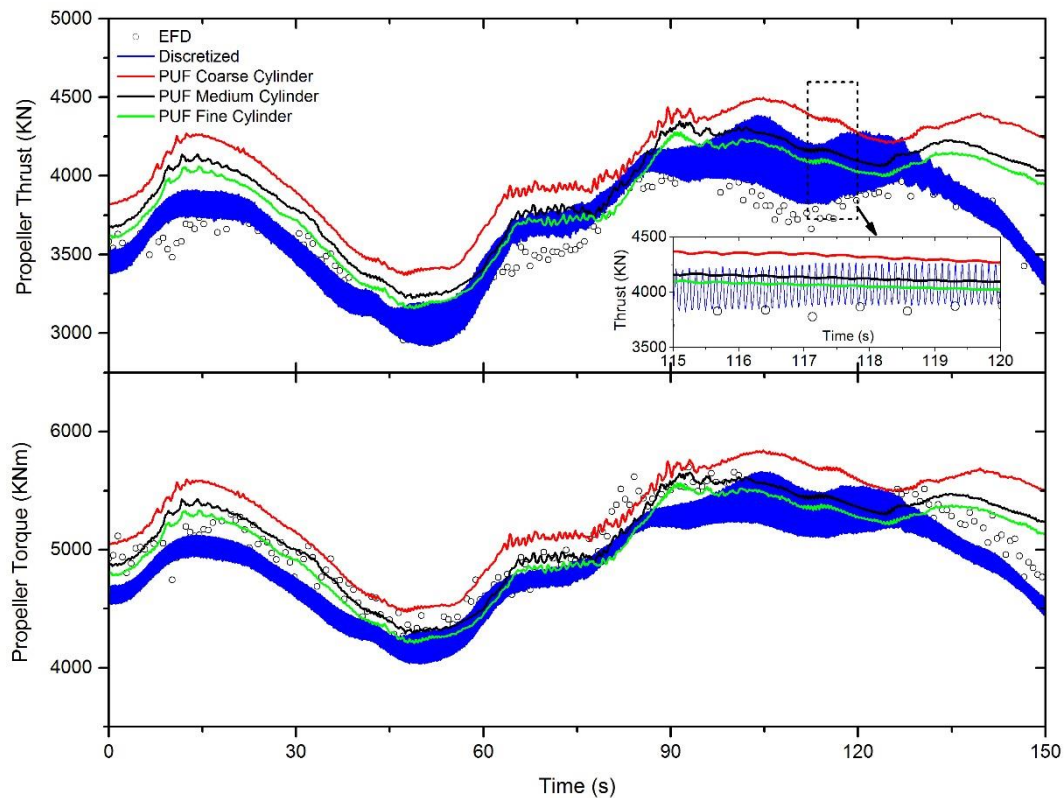 5000
4500
4000
3500
3000
Propeller Thrust (KN)
EFD
Discretized
PUF Coarse Cylinder
PUF Medium Cylinder
PUF Fine Cylinder
4500
4000
3500
Thrust (KN)
Time (s)
115 116 117 118 119 120
6000
5000
4000
Propeller Torque (KNm)
0 30 60 90 120 150
Time (s)